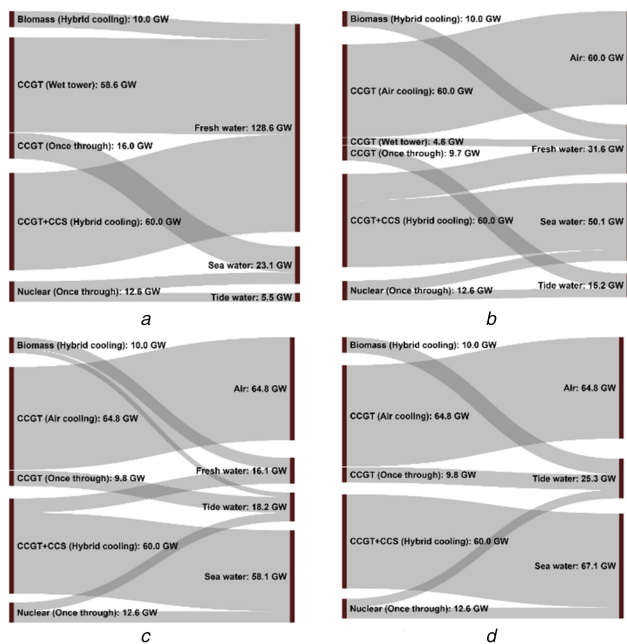 Biomass (Hybrid cooling): 10.0 GW
CCGT (Wet tower): 58.6 GW
Fresh water: 128.6 GW
CCGT (Once through): 16.0 GW
CCGT+CCS (Hybrid cooling): 60.0 GW
Sea water: 23.1 GW
Nuclear (Once through): 12.6 GW
Tide water: 5.5 GW
a
Biomass (Hybrid cooling): 10.0 GW
Air: 60.0 GW
CCGT (Air cooling): 60.0 GW
CCGT (Wet tower): 4.6 GW
Fresh water: 31.6 GW
CCGT (Once through): 9.7 GW
CCGT+CCS (Hybrid cooling): 60.0 GW
Sea water: 50.1 GW
Tide water: 15.2 GW
Nuclear (Once through): 12.6 GW
b
Biomass (Hybrid cooling): 10.0 GW
Air: 64.8 GW
CCGT (Air cooling): 64.8 GW
Fresh water: 16.1 GW
CCGT (Once through): 9.8 GW
Tide water: 18.2 GW
CCGT+CCS (Hybrid cooling): 60.0 GW
Sea water: 58.1 GW
Nuclear (Once through): 12.6 GW
c
Biomass (Hybrid cooling): 10.0 GW
Air: 64.8 GW
CCGT (Air cooling): 64.8 GW
CCGT (Once through): 9.8 GW
Tide water: 25.3 GW
CCGT+CCS (Hybrid cooling): 60.0 GW
Sea water: 67.1 GW
Nuclear (Once through): 12.6 GW
d